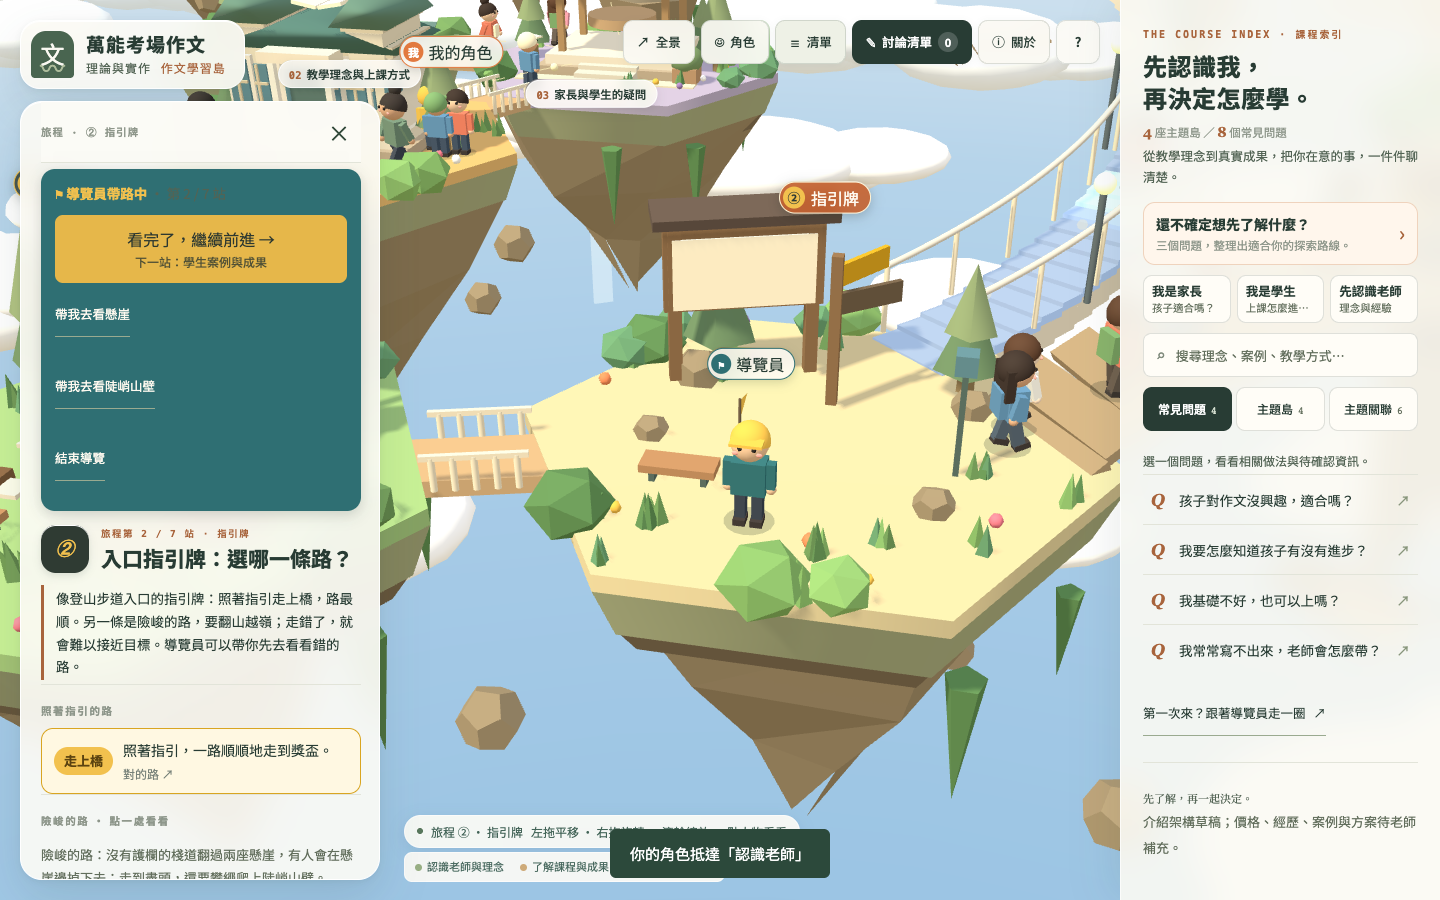 文
萬能考場作文
理論與實作 作文學習島
旅程 · ② 指引牌
⚑ 導覽員帶路中
看完了，繼續前進 →
下一站：學生案例與成果
帶我去看懸崖
帶我去看陡峭山壁
結束導覽
②
旅程第 2 / 7 站 · 指引牌
入口指引牌：選哪一條路？
像登山步道入口的指引牌：照著指引走上橋，路最
順。另一條是險峻的路，要翻山越嶺；走錯了，就
會難以接近目標。導覽員可以帶你先去看看錯的
路。
照著指引的路
走上橋
照著指引，一路順順地走到獎盃。
對的路 ↗
險峻的路 · 點一處看看
險峻的路：沒有護欄的棧道翻過兩座懸崖，有人會在懸
崖邊掉下去；走到盡頭，還要攀繩爬上陡峭山壁。
我 我的角色
02 教學理念與上課方式
03 家長與學生的疑問
↗ 全景
☺ 角色
≡ 清單
✎ 討論清單 0
ⓘ 關於
?
② 指引牌
⚑ 導覽員
旅程 ② · 指引牌 左拖平移 · 右
認識老師與理念
了解課程與成果
你的角色抵達「認識老師」
THE COURSE INDEX · 課程索引
先認識我，
再決定怎麼學。
4 座主題島 ／ 8 個常見問題
從教學理念到真實成果，把你在意的事，一件件聊
清楚。
還不確定想先了解什麼？
三個問題，整理出適合你的探索路線。
›
我是家長
孩子適合嗎？
我是學生
上課怎麼進…
先認識老師
理念與經驗
⌕ 搜尋理念、案例、教學方式…
常見問題 4
主題島 4
主題關聯 6
選一個問題，看看相關做法與待確認資訊。
Q 孩子對作文沒興趣，適合嗎？ ↗
Q 我要怎麼知道孩子有沒有進步？ ↗
Q 我基礎不好，也可以上嗎？ ↗
Q 我常常寫不出來，老師會怎麼帶？ ↗
第一次來？跟著導覽員走一圈 ↗
先了解，再一起決定。
介紹架構草稿；價格、經歷、案例與方案待老師
補充。